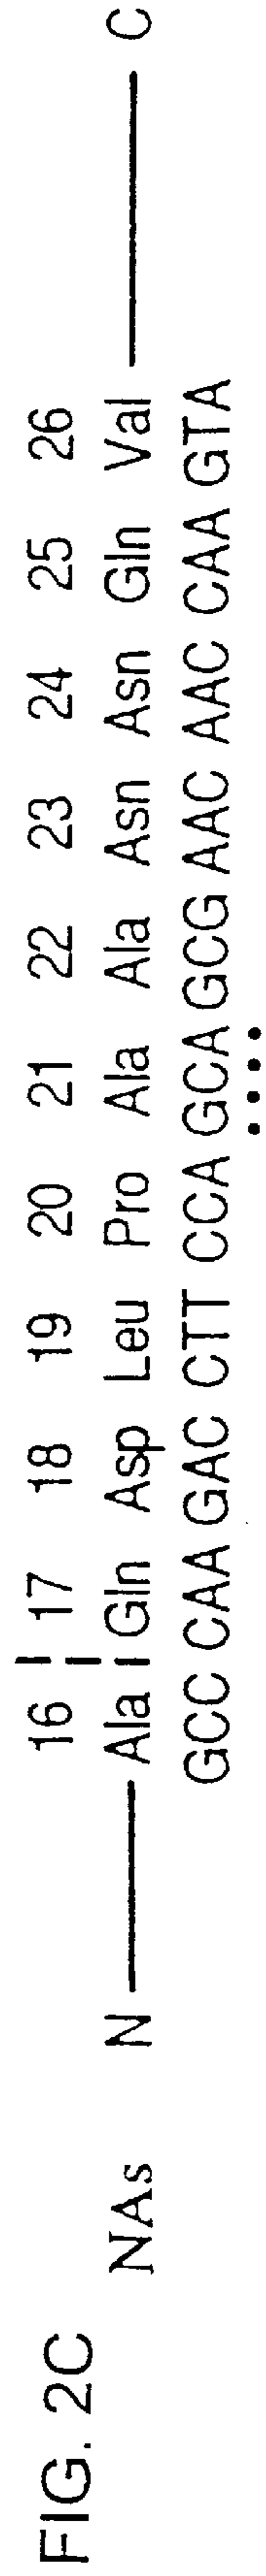 FIG. 2C
16 17 18 19 20 21 22 23 24 25 26
NAs N Ala Gln Asp Leu Pro Ala Ala Asn Asn Gln Val C
GCC CAA GAC CTT CCA GCA GCG AAC AAC CAA GTA